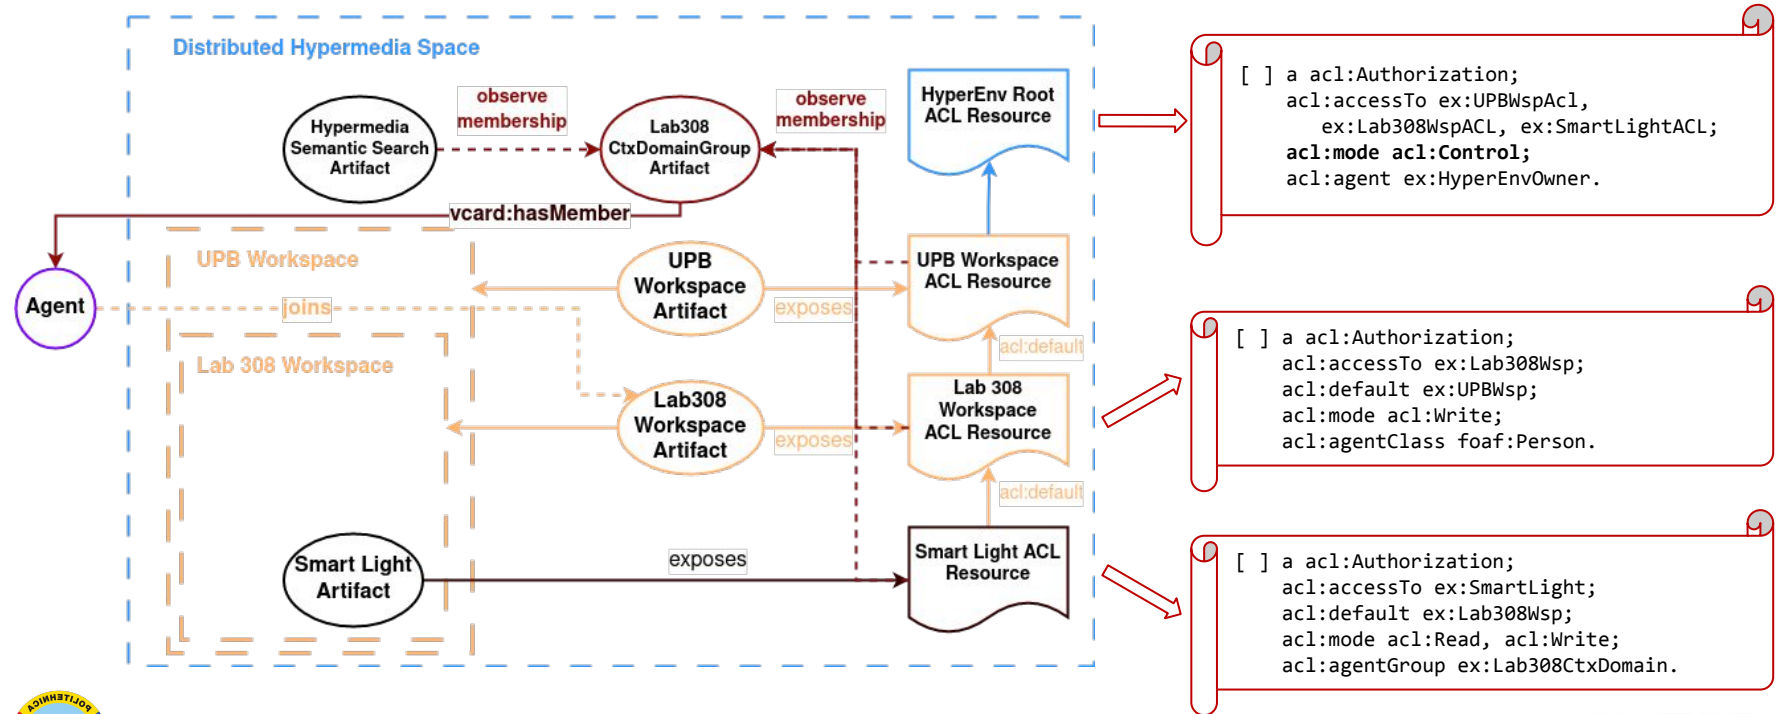 Distributed Hypermedia Space
Hypermedia
Semantic Search
Artifact
observe
membership
Lab308
CtxDomainGroup
Artifact
observe
membership
HyperEnv Root
ACL Resource
vcard:hasMember
Agent
joins
UPB Workspace
UPB
Workspace
Artifact
exposes
UPB Workspace
ACL Resource
acl:default
Lab 308 Workspace
Lab308
Workspace
Artifact
exposes
Lab 308
Workspace
ACL Resource
acl:default
Smart Light
Artifact
exposes
Smart Light ACL
Resource
[ ] a acl:Authorization;
acl:accessTo ex:UPBWspAcl,
ex:Lab308WspACL, ex:SmartLightACL;
acl:mode acl:Control;
acl:agent ex:HyperEnvOwner.
[ ] a acl:Authorization;
acl:accessTo ex:Lab308Wsp;
acl:default ex:UPBWsp;
acl:mode acl:Write;
acl:agentClass foaf:Person.
[ ] a acl:Authorization;
acl:accessTo ex:SmartLight;
acl:default ex:Lab308Wsp;
acl:mode acl:Read, acl:Write;
acl:agentGroup ex:Lab308CtxDomain.
POLITEHNICA